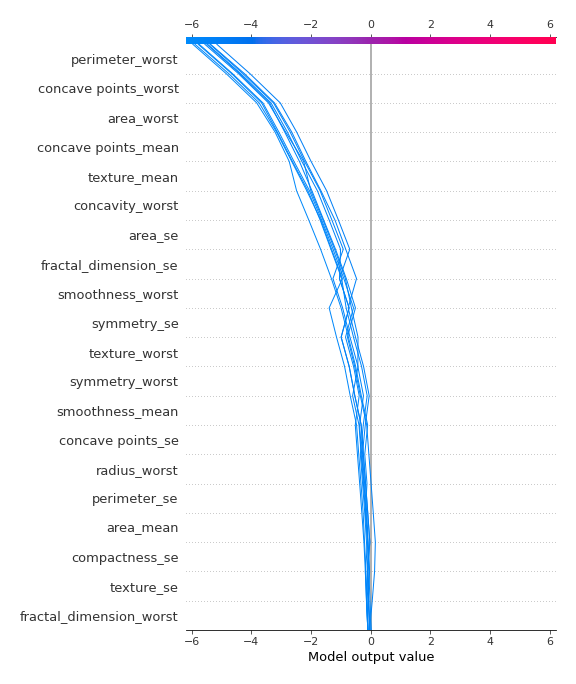 −6 −4 −2 0 2 4 6
perimeter_worst
concave points_worst
area_worst
concave points_mean
texture_mean
concavity_worst
area_se
fractal_dimension_se
smoothness_worst
symmetry_se
texture_worst
symmetry_worst
smoothness_mean
concave points_se
radius_worst
perimeter_se
area_mean
compactness_se
texture_se
fractal_dimension_worst
−6 −4 −2 0 2 4 6
Model output value